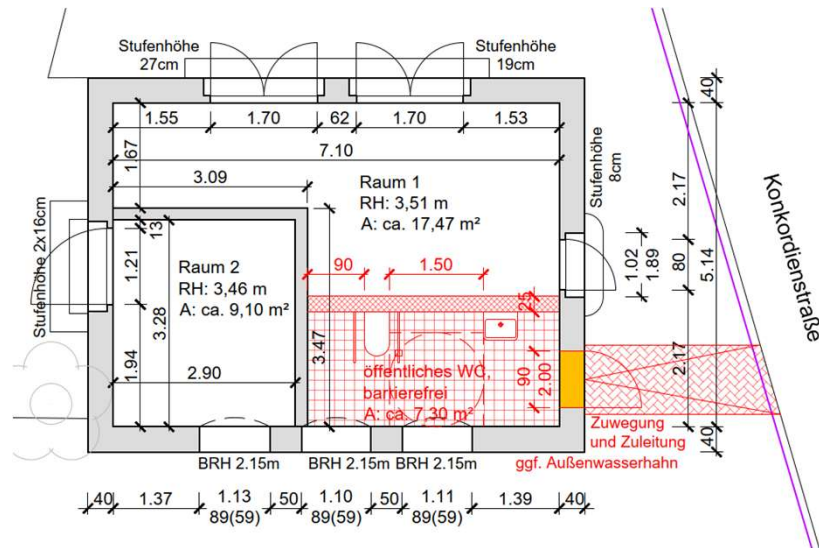 Stufenhöhe
27cm
Stufenhöhe
19cm
40
1.55
1.70
62
1.70
1.53
7.10
1.67
3.09
Raum 1
RH: 3,51 m
A: ca. 17,47 m²
Stufenhöhe
8cm
2.17
Konkordienstraße
Stufenhöhe 2x16cm
13
1.21
Raum 2
RH: 3,46 m
A: ca. 9,10 m²
90
1.50
1.02
1.89
80
5.14
25
3.28
3.47
1.94
2.90
öffentliches WC,
barrierefrei
A: ca. 7,30 m²
90
2.00
2.17
Zuwegung
und Zuleitung
ggf. Außenwasserhahn
40
BRH 2.15m
BRH 2.15m
BRH 2.15m
40
1.37
1.13
89(59)
50
1.10
89(59)
50
1.11
89(59)
1.39
40